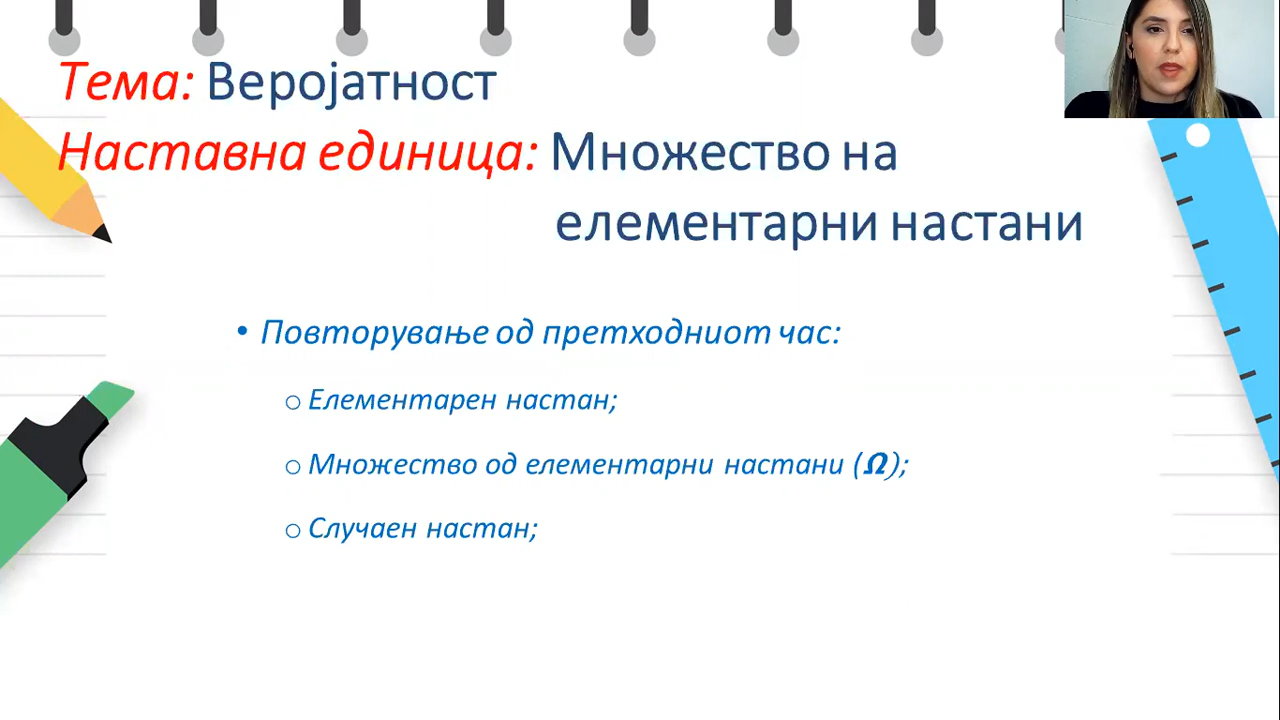 Тема: Веројатност
Наставна единица: Множество на
елементарни настани
• Повторување од претходниот час:
o Елементарен настан;
o Множество од елементарни настани (Ω);
o Случаен настан;